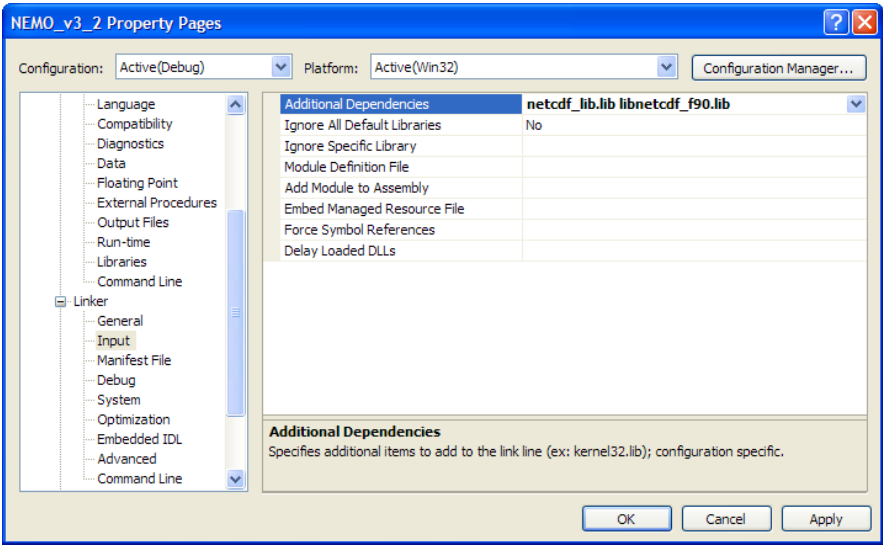 NEMO_v3_2 Property Pages
Configuration: Active(Debug) Platform: Active(Win32) Configuration Manager...
Language
Compatibility
Diagnostics
Data
Floating Point
External Procedures
Output Files
Run-time
Libraries
Command Line
Linker
General
Input
Manifest File
Debug
System
Optimization
Embedded IDL
Advanced
Command Line
Additional Dependencies netcdf_lib.lib libnetcdf_f90.lib
Ignore All Default Libraries No
Ignore Specific Library
Module Definition File
Add Module to Assembly
Embed Managed Resource File
Force Symbol References
Delay Loaded DLLs
Additional Dependencies
Specifies additional items to add to the link line (ex: kernel32.lib); configuration specific.
OK Cancel Apply